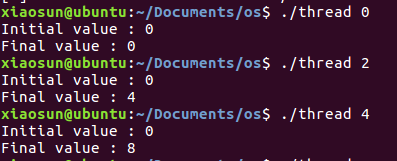 xiaosun@ubuntu:~/Documents/os$ ./thread 0
Initial value : 0
Final value : 0
xiaosun@ubuntu:~/Documents/os$ ./thread 2
Initial value : 0
Final value : 4
xiaosun@ubuntu:~/Documents/os$ ./thread 4
Initial value : 0
Final value : 8